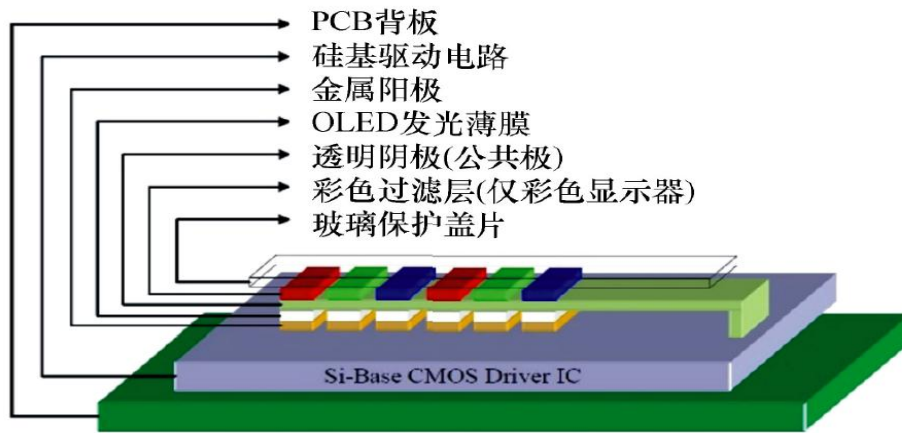 PCB背板
硅基驱动电路
金属阳极
OLED发光薄膜
透明阴极(公共极)
彩色过滤层(仅彩色显示器)
玻璃保护盖片
Si-Base CMOS Driver IC